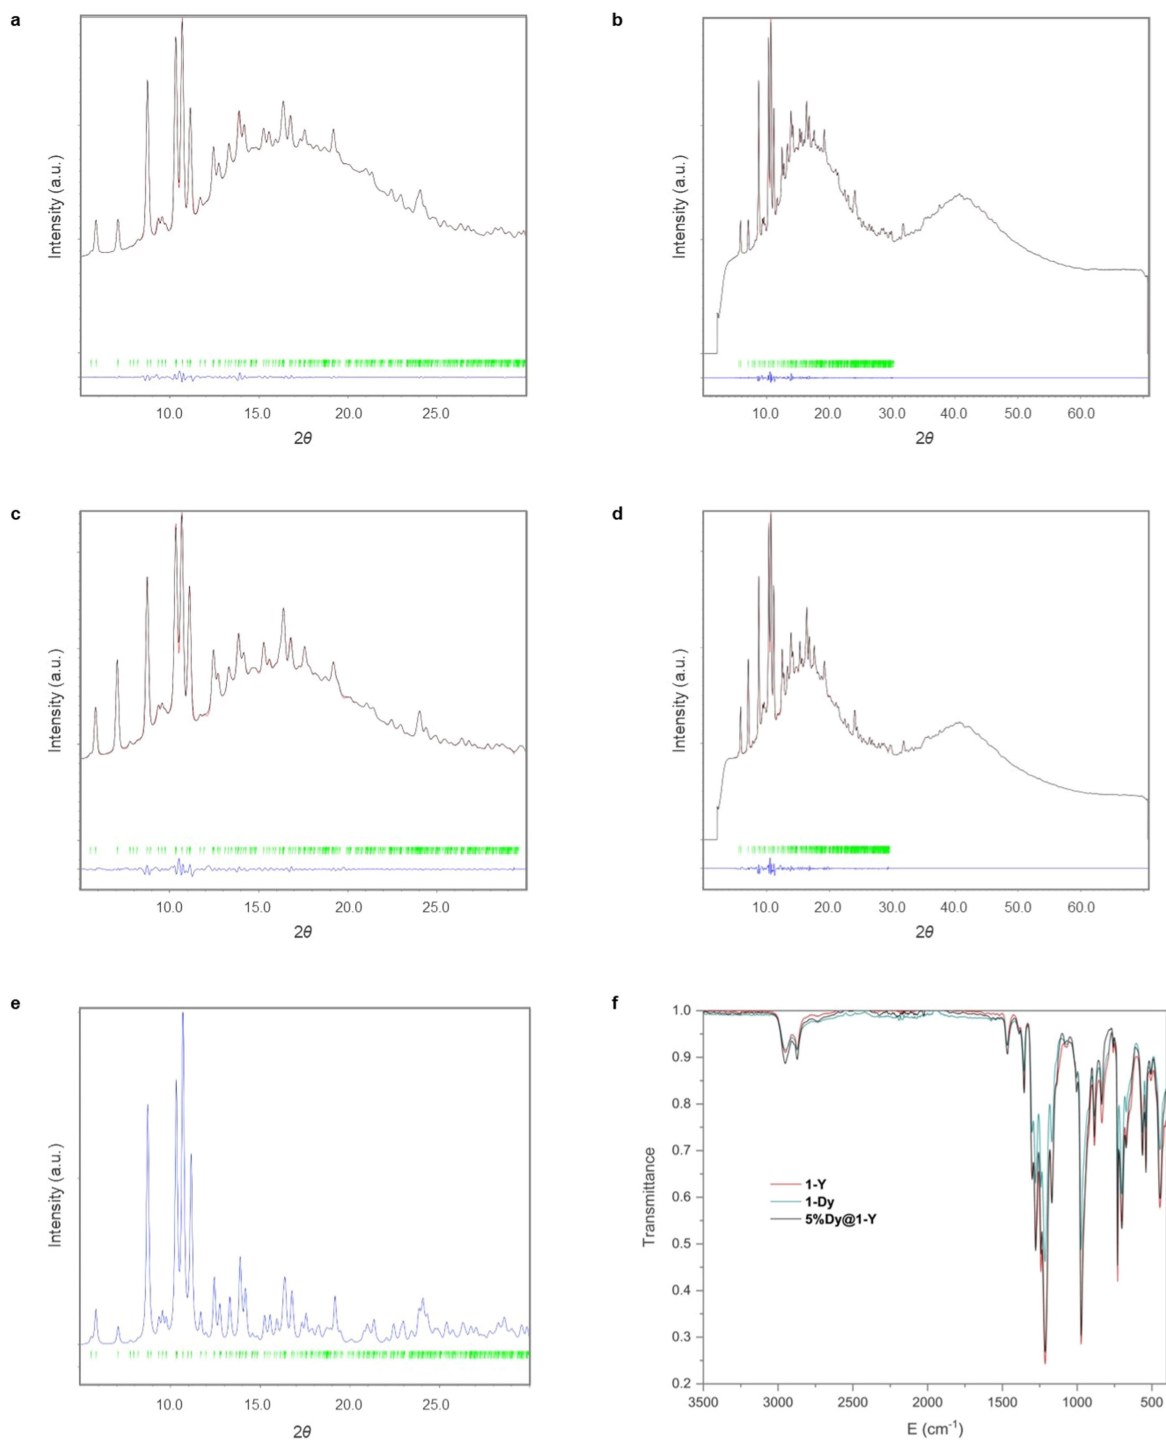 a
Intensity (a.u.)
10.0 15.0 20.0 25.0
2θ
b
Intensity (a.u.)
10.0 20.0 30.0 40.0 50.0 60.0
2θ
c
Intensity (a.u.)
10.0 15.0 20.0 25.0
2θ
d
Intensity (a.u.)
10.0 20.0 30.0 40.0 50.0 60.0
2θ
e
Intensity (a.u.)
10.0 15.0 20.0 25.0
2θ
f
Transmittance
1.0
0.9
0.8
0.7
0.6
0.5
0.4
0.3
0.2
1-Y
1-Dy
5%Dy@1-Y
3500 3000 2500 2000 1500 1000 500
E (cm⁻¹)